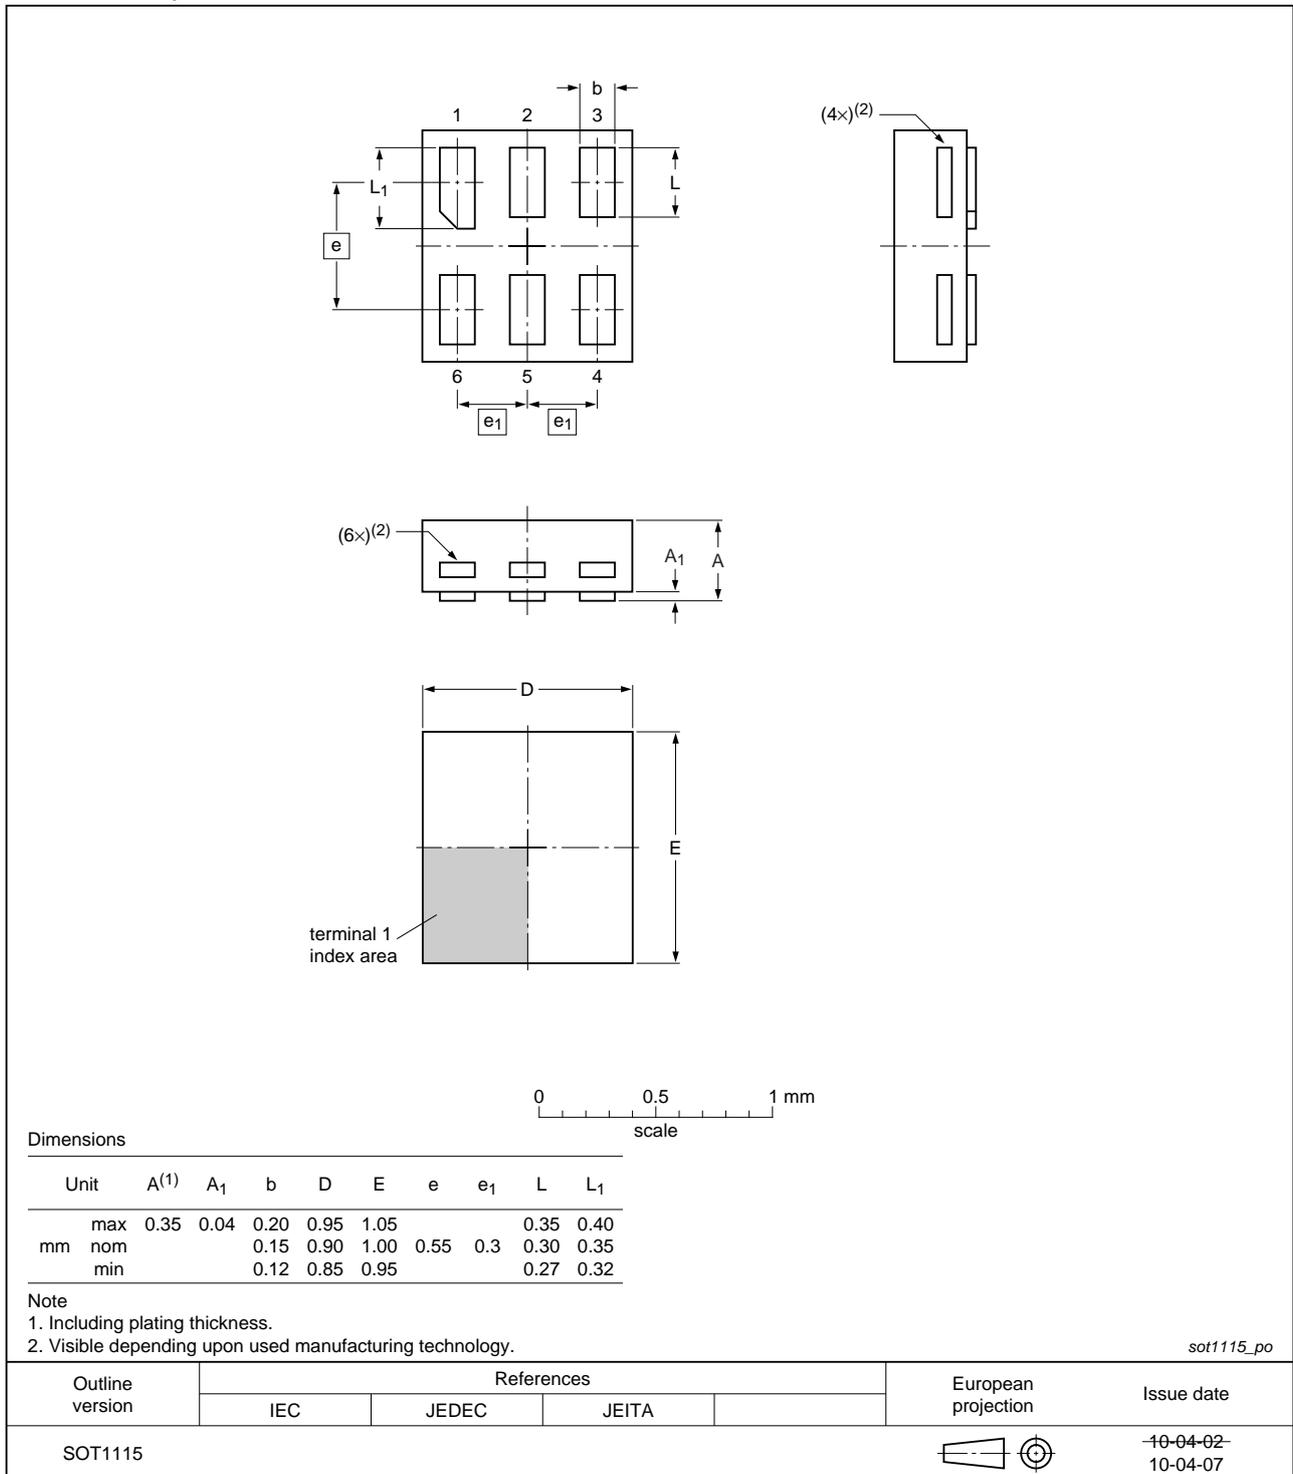 b
1 2 3
(4×)(2)
L1
L
e
6 5 4
e1 e1
(6×)(2)
A1
A
D
E
terminal 1
index area
0 0.5 1 mm
scale
Dimensions
Unit A(1) A1 b D E e e1 L L1
max 0.35 0.04 0.20 0.95 1.05 0.35 0.40
mm nom 0.15 0.90 1.00 0.55 0.3 0.30 0.35
min 0.12 0.85 0.95 0.27 0.32
Note
1. Including plating thickness.
2. Visible depending upon used manufacturing technology.
sot1115_po
Outline
version
References
IEC JEDEC JEITA
European
projection
Issue date
SOT1115
10-04-02
10-04-07